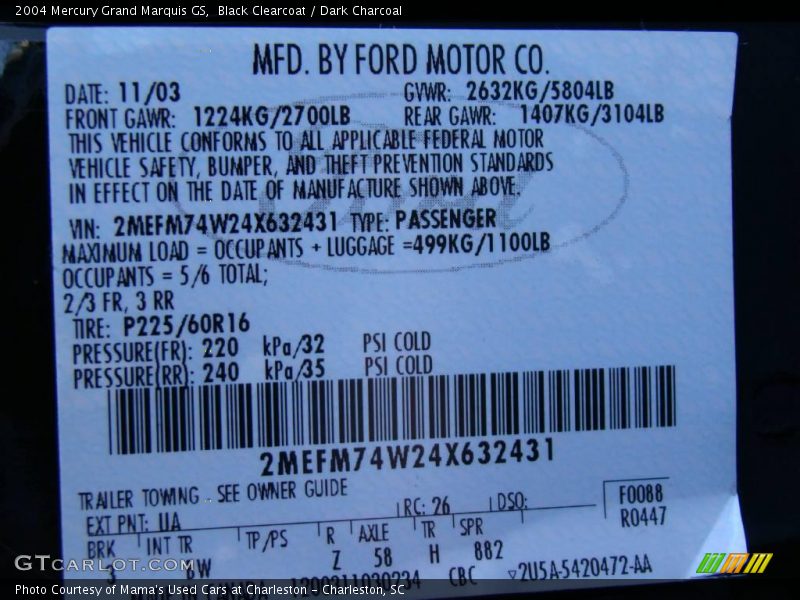 2004 Mercury Grand Marquis GS, Black Clearcoat / Dark Charcoal
MFD. BY FORD MOTOR CO.
DATE: 11/03 GVWR: 2632KG/5804LB
FRONT GAWR: 1224KG/2700LB REAR GAWR: 1407KG/3104LB
THIS VEHICLE CONFORMS TO ALL APPLICABLE FEDERAL MOTOR
VEHICLE SAFETY, BUMPER, AND THEFT PREVENTION STANDARDS
IN EFFECT ON THE DATE OF MANUFACTURE SHOWN ABOVE.
VIN: 2MEFM74W24X632431 TYPE: PASSENGER
MAXIMUM LOAD = OCCUPANTS + LUGGAGE =499KG/1100LB
OCCUPANTS = 5/6 TOTAL;
2/3 FR, 3 RR
TIRE: P225/60R16
PRESSURE(FR): 220 kPa/32 PSI COLD
PRESSURE(RR): 240 kPa/35 PSI COLD
2MEFM74W24X632431
TRAILER TOWING - SEE OWNER GUIDE
EXT PNT: UA RC: 26 DSO: F0088
R0447
BRK INT TR TP/PS R AXLE TR SPR
3 BW Z 58 H 882
1200311030234 CBC 2U5A-5420472-AA
GTCarLot.com
Photo Courtesy of Mama's Used Cars at Charleston - Charleston, SC